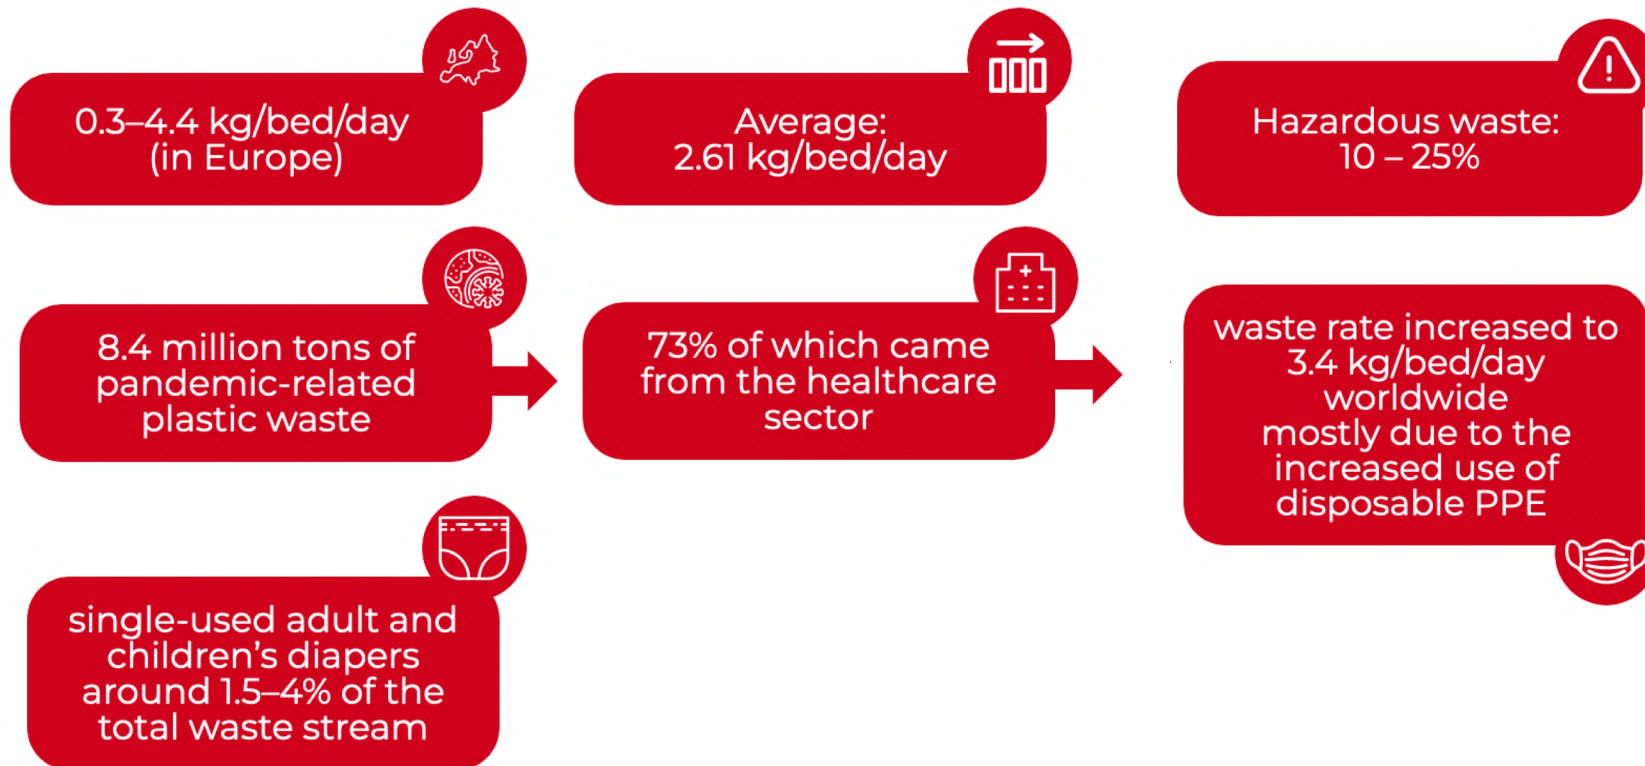 0.3–4.4 kg/bed/day
(in Europe)
Average:
2.61 kg/bed/day
Hazardous waste:
10 – 25%
8.4 million tons of
pandemic-related
plastic waste
73% of which came
from the healthcare
sector
waste rate increased to
3.4 kg/bed/day
worldwide
mostly due to the
increased use of
disposable PPE
single-used adult and
children’s diapers
around 1.5–4% of the
total waste stream